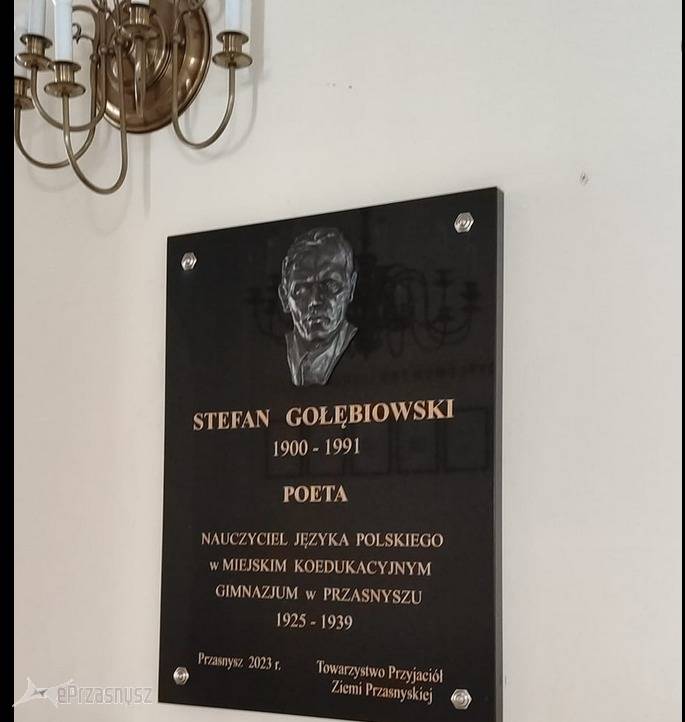 STEFAN GOŁĘBIOWSKI
1900 - 1991
POETA
NAUCZYCIEL JĘZYKA POLSKIEGO
w MIEJSKIM KOEDUKACYJNYM
GIMNAZJUM w PRZASNYSZU
1925 - 1939
Przasnysz 2023 r.
Towarzystwo Przyjaciół
Ziemi Przasnyskiej
ePrzasnysz